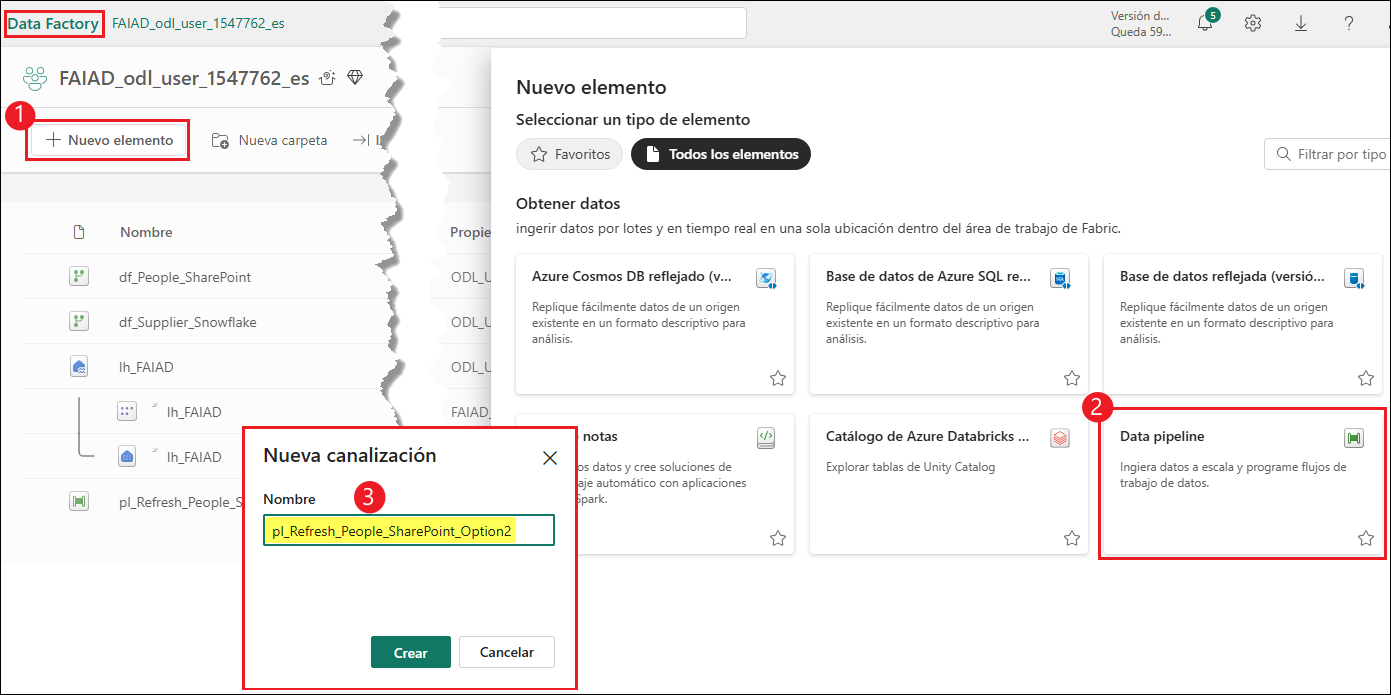 Data Factory FAIAD_odl_user_1547762_es
Versión d...
Queda 59...
5
?
FAIAD_odl_user_1547762_es
1
Nuevo elemento
Nueva carpeta
Nombre
Propie
df_People_SharePoint
ODL_U
df_Supplier_Snowflake
ODL_U
lh_FAIAD
ODL_U
lh_FAIAD
FAIAD_
lh_FAIAD
pl_Refresh_People_S
Nuevo elemento
Seleccionar un tipo de elemento
Favoritos
Todos los elementos
Filtrar por tipo
Obtener datos
ingerir datos por lotes y en tiempo real en una sola ubicación dentro del área de trabajo de Fabric.
Azure Cosmos DB reflejado (v...
Replique fácilmente datos de un origen
existente en un formato descriptivo para
análisis.
Base de datos de Azure SQL re...
Replique fácilmente datos de un origen
existente en un formato descriptivo para
análisis.
Base de datos reflejada (versió...
Replique fácilmente datos de un origen
existente en un formato descriptivo para
análisis.
notas
os datos y cree soluciones de
aje automático con aplicaciones
Spark.
Catálogo de Azure Databricks ...
Explorar tablas de Unity Catalog
2
Data pipeline
Ingiera datos a escala y programe flujos de
trabajo de datos.
Nueva canalización
Nombre
3
pl_Refresh_People_SharePoint_Option2
Crear
Cancelar